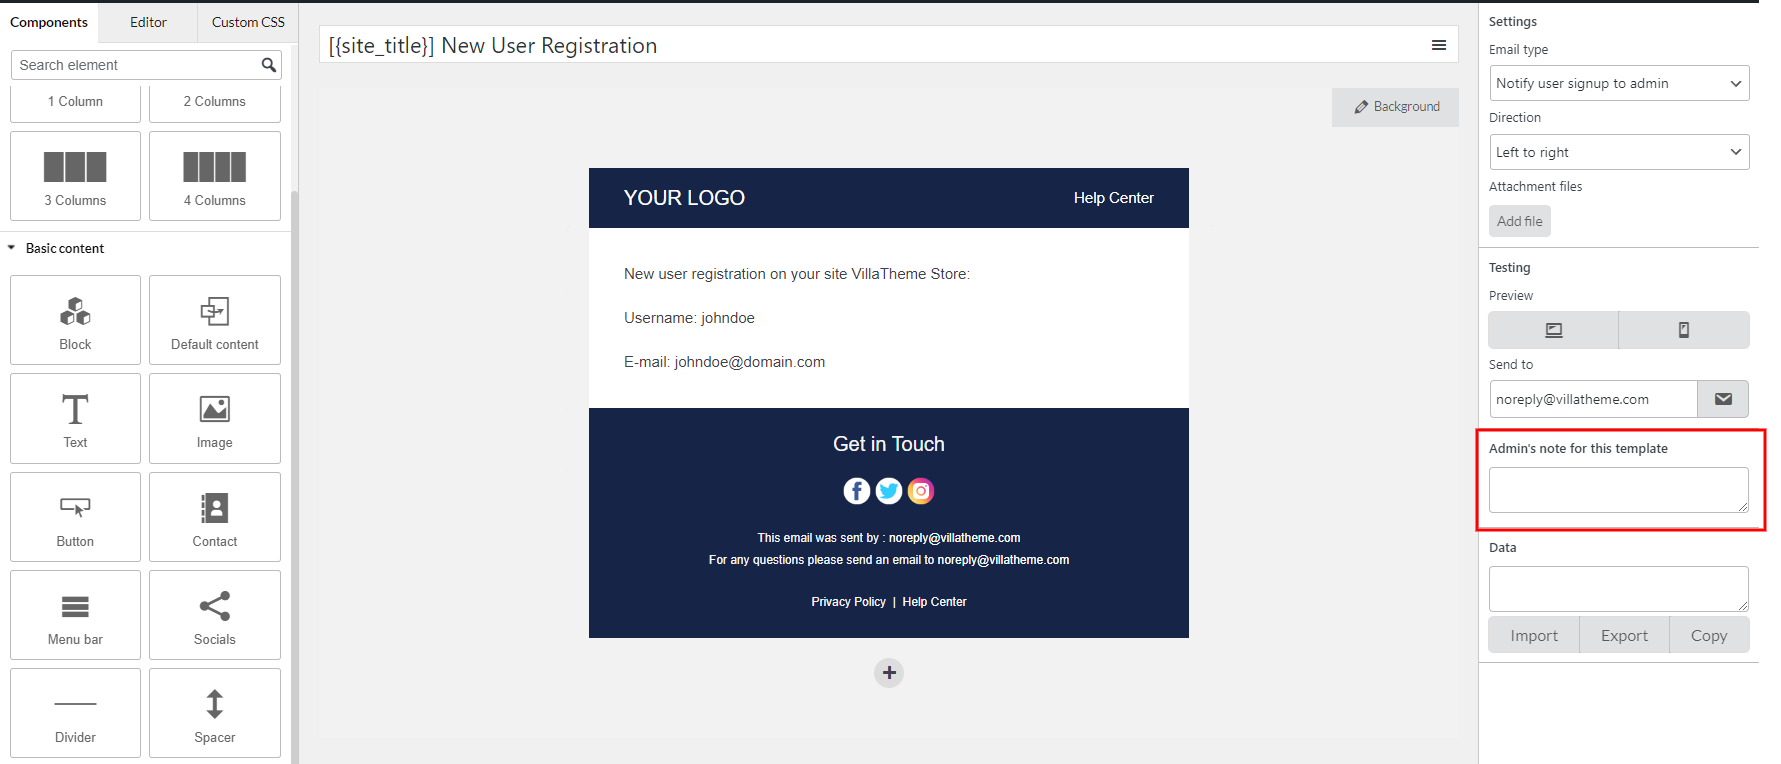 Components
Editor
Custom CSS
Search element
1 Column
2 Columns
3 Columns
4 Columns
Basic content
Block
Default content
Text
Image
Button
Contact
Menu bar
Socials
Divider
Spacer
[{site_title}] New User Registration
Background
YOUR LOGO
Help Center
New user registration on your site VillaTheme Store:
Username: johndoe
E-mail: johndoe@domain.com
Get in Touch
This email was sent by : noreply@villatheme.com
For any questions please send an email to noreply@villatheme.com
Privacy Policy | Help Center
Settings
Email type
Notify user signup to admin
Direction
Left to right
Attachment files
Add file
Testing
Preview
Send to
noreply@villatheme.com
Admin's note for this template
Data
Import
Export
Copy